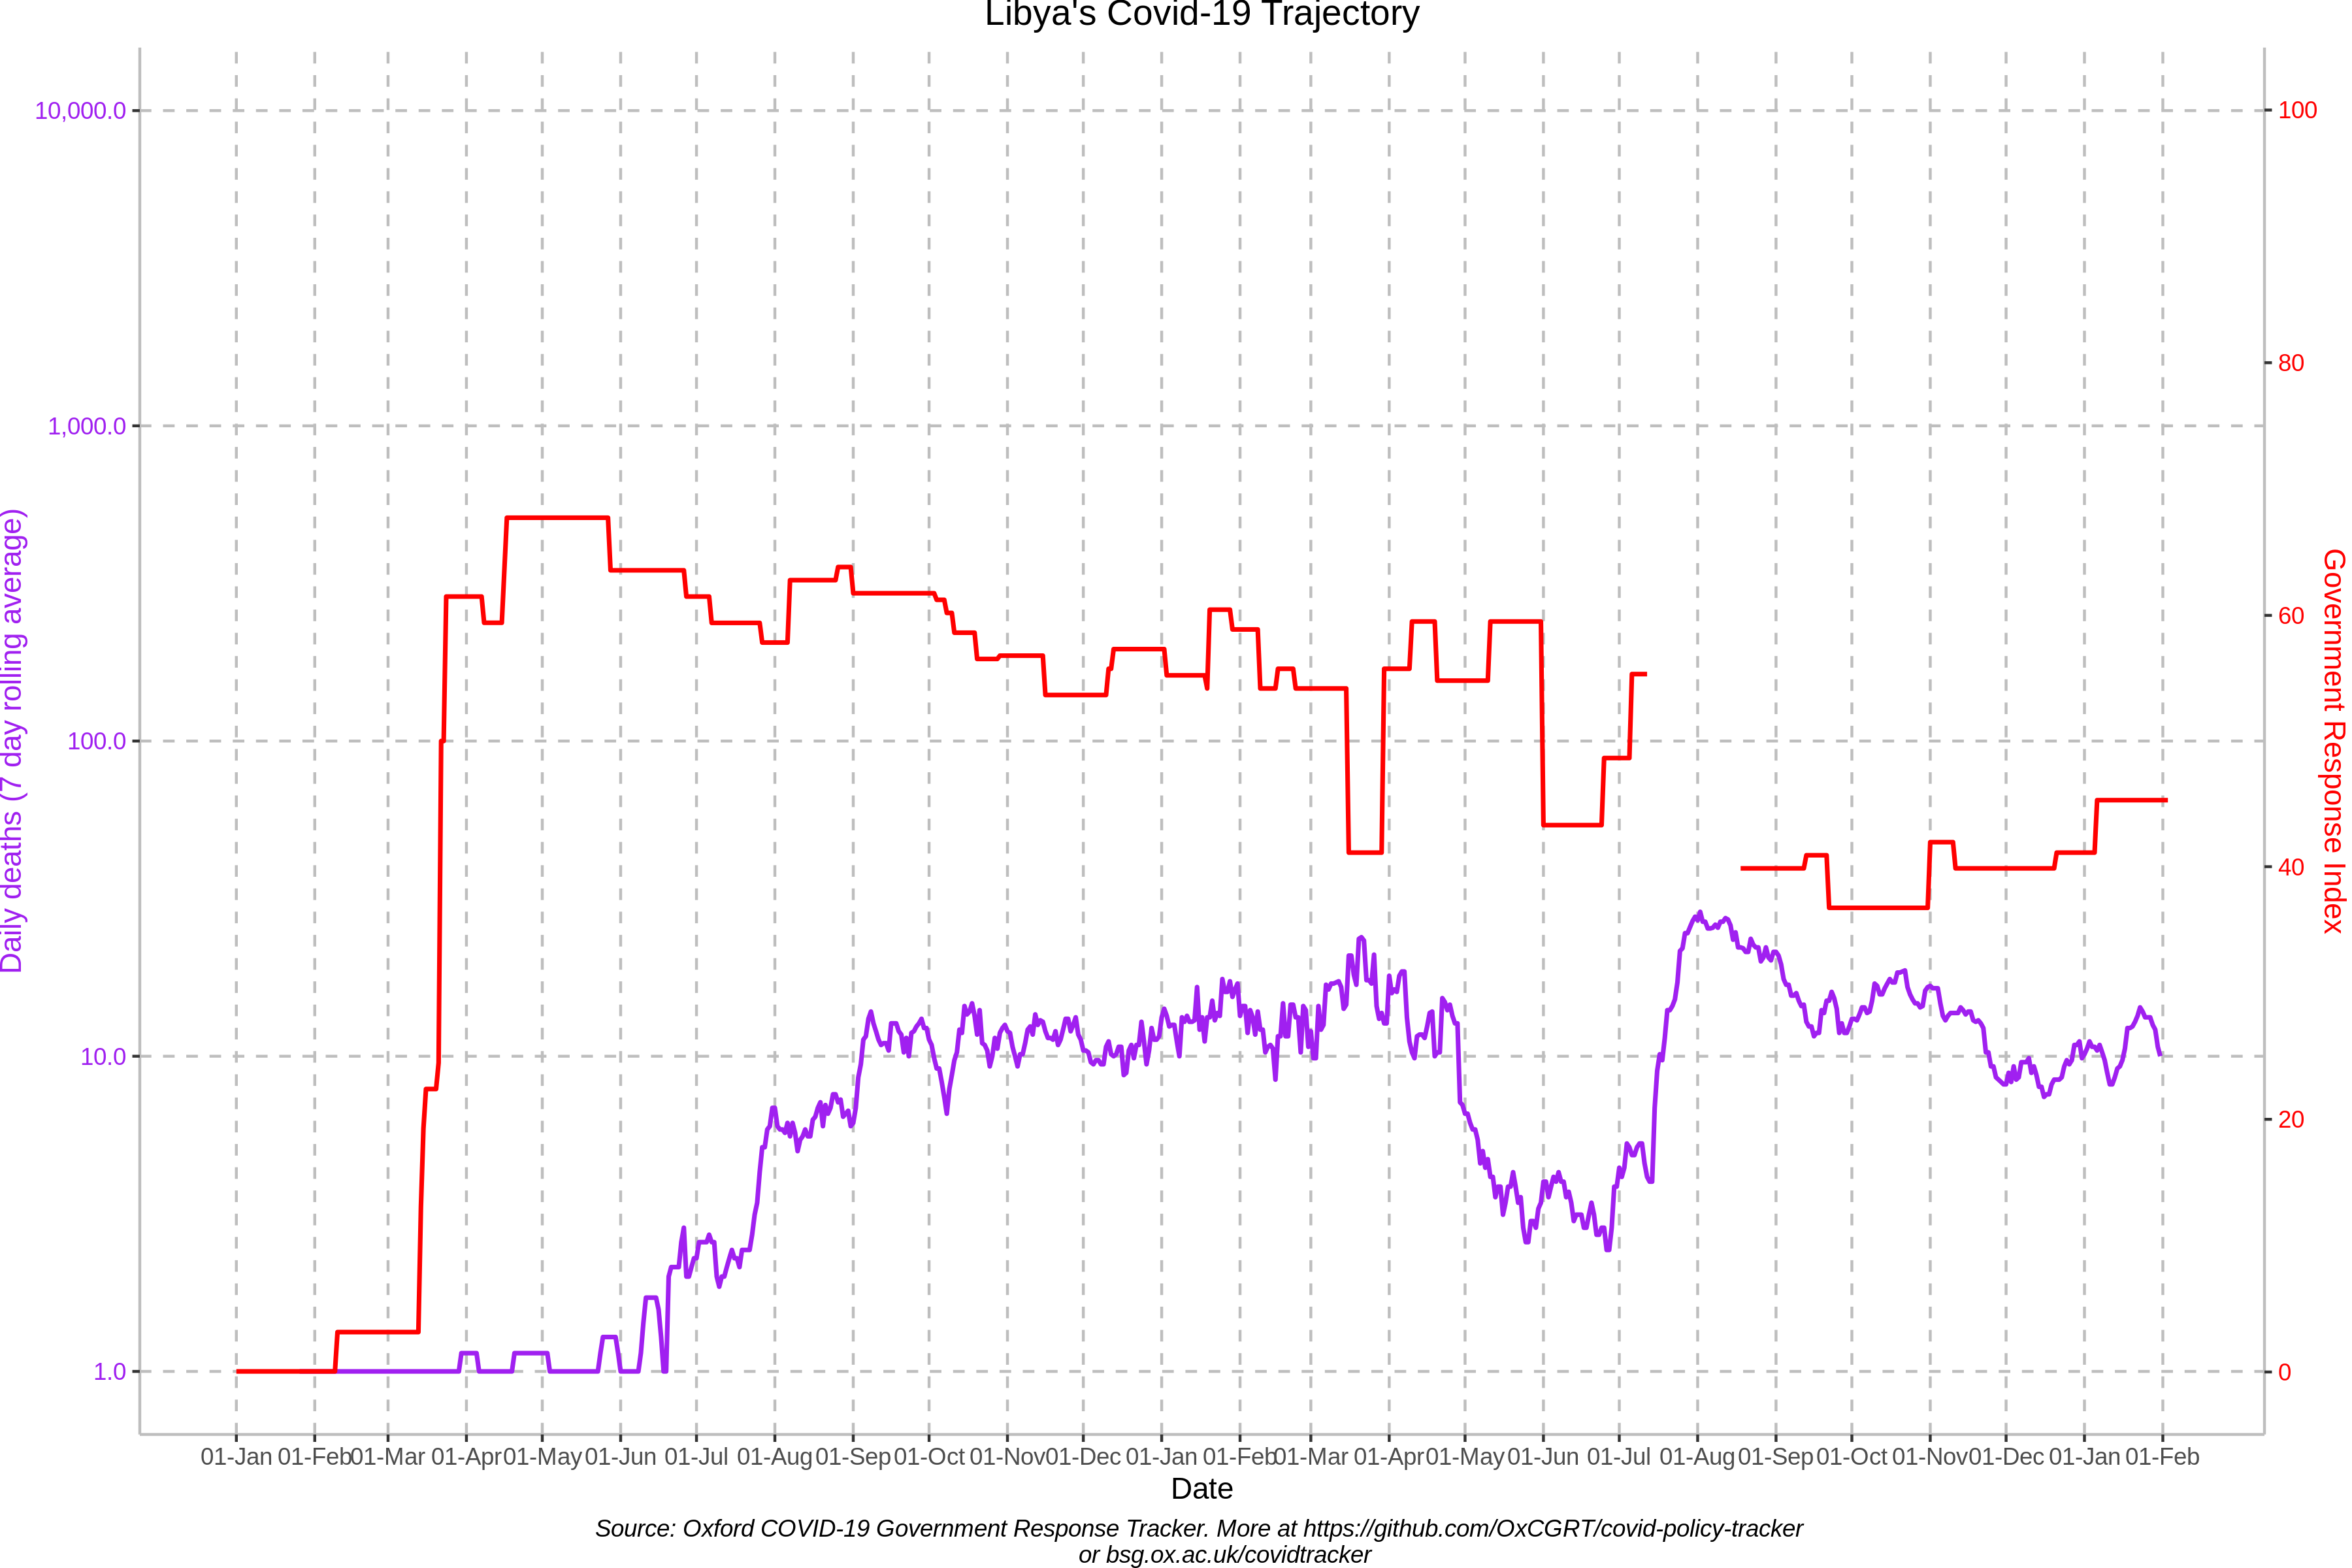 Libya's Covid-19 Trajectory
10,000.0
1,000.0
100.0
10.0
1.0
Daily deaths (7 day rolling average)
100
80
60
40
20
0
Government Response Index
01-Jan 01-Feb 01-Mar 01-Apr 01-May 01-Jun 01-Jul 01-Aug 01-Sep 01-Oct 01-Nov 01-Dec 01-Jan 01-Feb 01-Mar 01-Apr 01-May 01-Jun 01-Jul 01-Aug 01-Sep 01-Oct 01-Nov 01-Dec 01-Jan 01-Feb
Date
Source: Oxford COVID-19 Government Response Tracker. More at https://github.com/OxCGRT/covid-policy-tracker
or bsg.ox.ac.uk/covidtracker